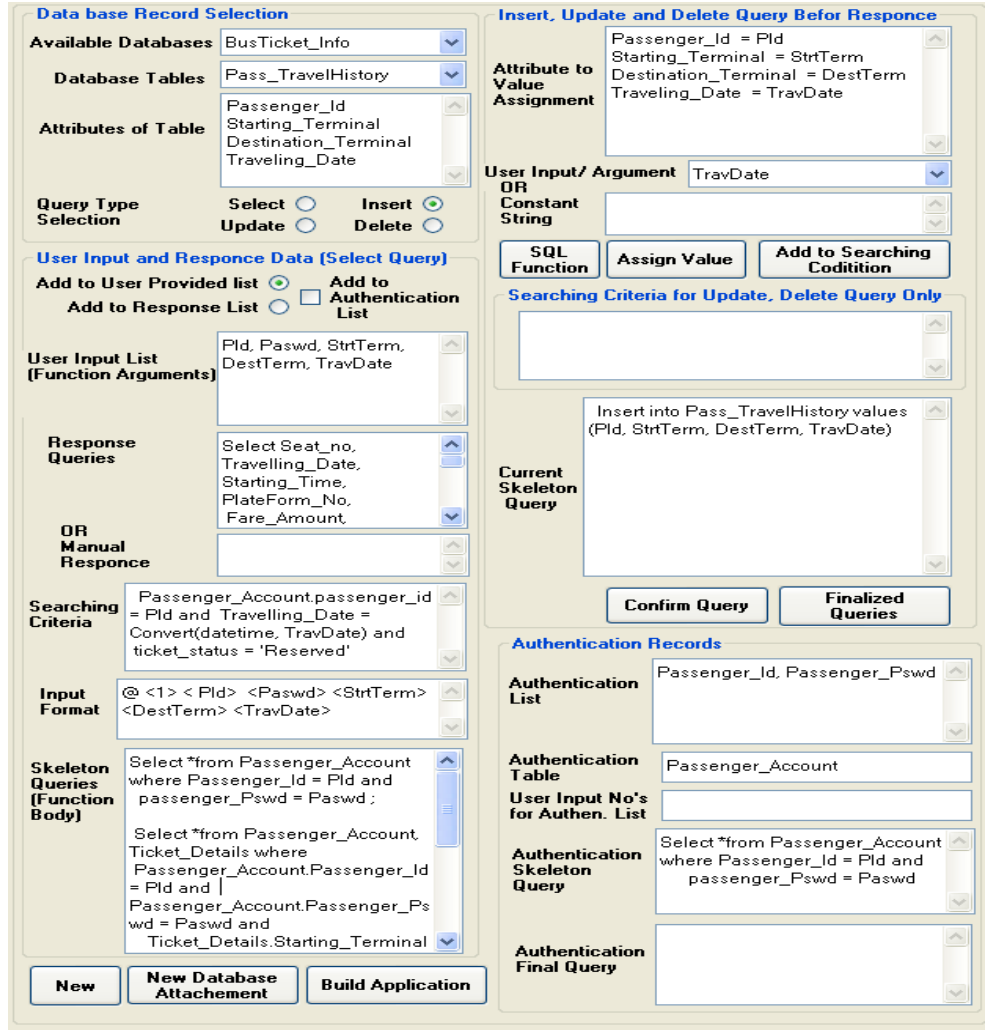 Data base Record Selection
Available Databases BusTicket_Info
Database Tables Pass_TravelHistory
Attributes of Table
Passenger_Id
Starting_Terminal
Destination_Terminal
Traveling_Date
Query Type
Selection
Select Insert
Update Delete
User Input and Responce Data (Select Query)
Add to User Provided list
Add to Response List
Add to
Authentication
List
User Input List
(Function Arguments)
PId, Paswd, StrtTerm,
DestTerm, TravDate
Response
Queries
Select Seat_no,
Travelling_Date,
Starting_Time,
PlateForm_No,
Fare_Amount,
OR
Manual
Responce
Searching
Criteria
Passenger_Account.passenger_id
= PId and Travelling_Date =
Convert(datetime, TravDate) and
ticket_status = 'Reserved'
Input
Format
@ <1> < PId> <Paswd> <StrtTerm>
<DestTerm> <TravDate>
Skeleton
Queries
(Function
Body)
Select *from Passenger_Account
where Passenger_Id = PId and
passenger_Pswd = Paswd ;
Select *from Passenger_Account,
Ticket_Details where
Passenger_Account.Passenger_Id
= PId and
Passenger_Account.Passenger_Ps
wd = Paswd and
Ticket_Details.Starting_Terminal
New
New Database
Attachement
Build Application
Insert, Update and Delete Query Befor Responce
Attribute to
Value
Assignment
Passenger_Id = PId
Starting_Terminal = StrtTerm
Destination_Terminal = DestTerm
Traveling_Date = TravDate
User Input/ Argument TravDate
OR
Constant
String
SQL
Function
Assign Value
Add to Searching
Coditition
Searching Criteria for Update, Delete Query Only
Current
Skeleton
Query
Insert into Pass_TravelHistory values
(PId, StrtTerm, DestTerm, TravDate)
Confirm Query
Finalized
Queries
Authentication Records
Authentication
List
Passenger_Id, Passenger_Pswd
Authentication
Table
Passenger_Account
User Input No's
for Authen. List
Authentication
Skeleton
Query
Select *from Passenger_Account
where Passenger_Id = PId and
passenger_Pswd = Paswd
Authentication
Final Query